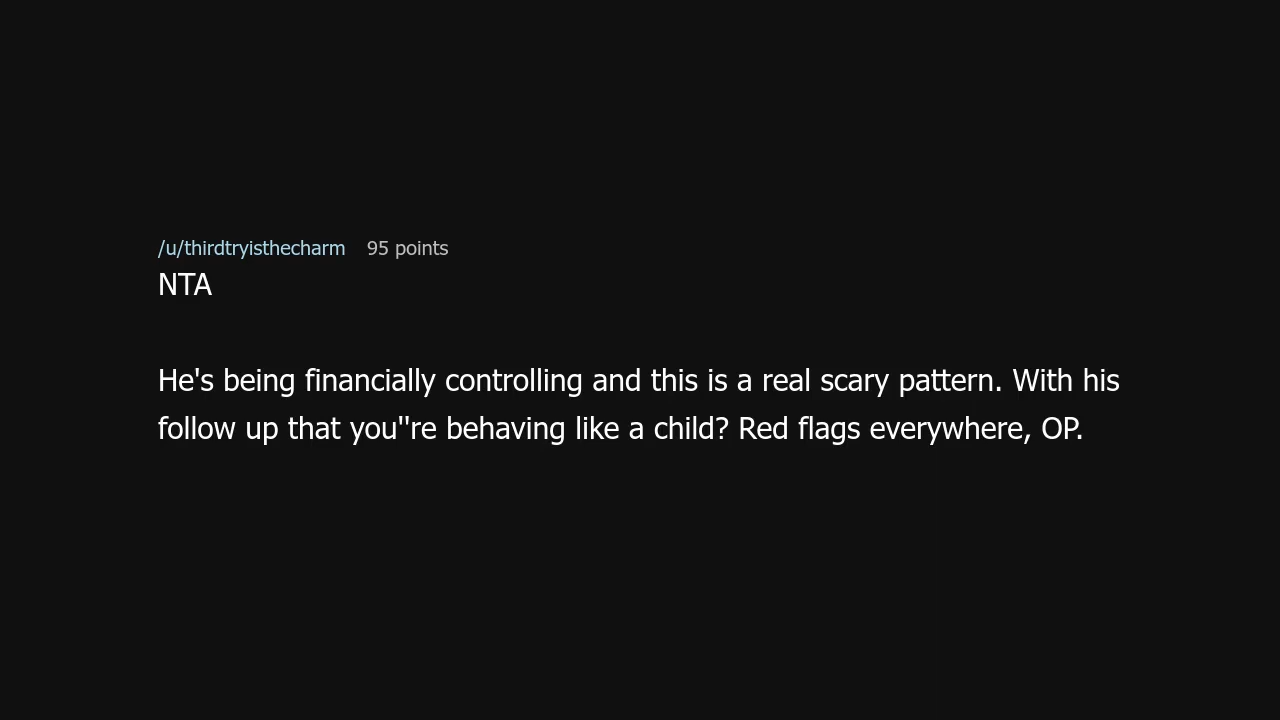 /u/thirdtryisthecharm 95 points
NTA
He's being financially controlling and this is a real scary pattern. With his
follow up that you"re behaving like a child? Red flags everywhere, OP.